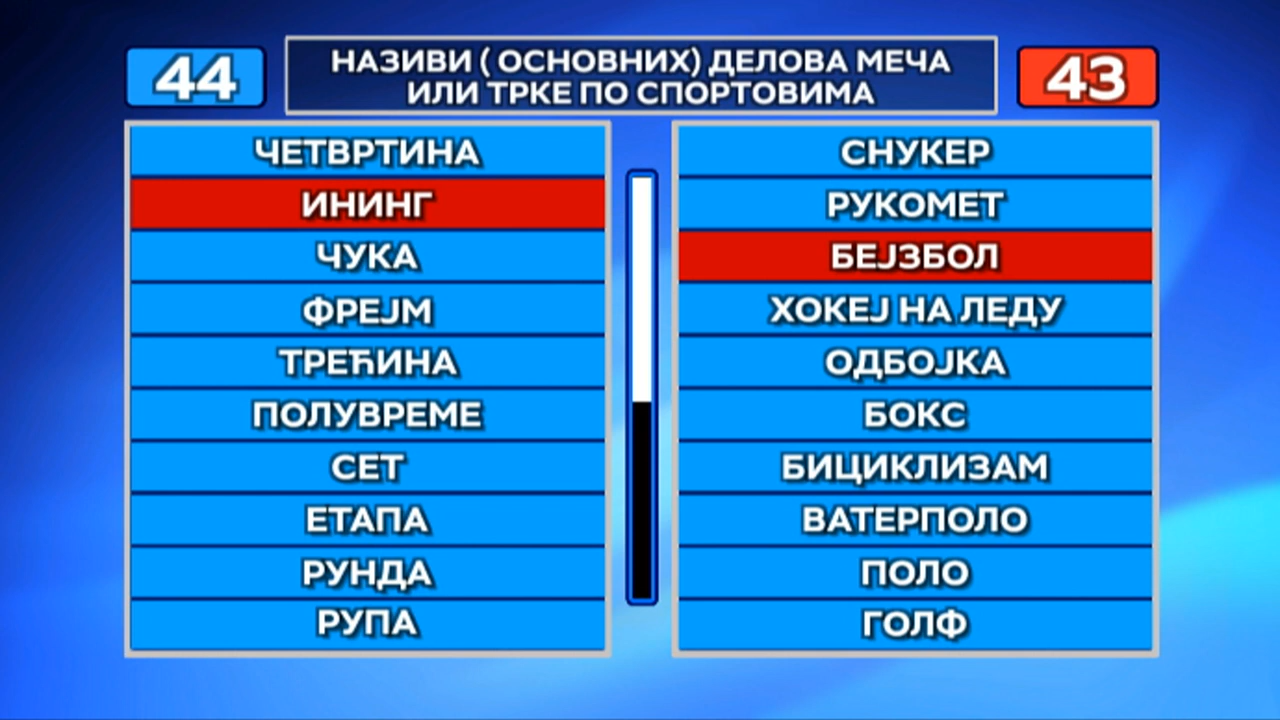 44
НАЗИВИ ( ОСНОВНИХ) ДЕЛОВА МЕЧА
ИЛИ ТРКЕ ПО СПОРТОВИМА
43
ЧЕТВРТИНА
СНУКЕР
ИНИНГ
РУКОМЕТ
ЧУКА
БЕЈЗБОЛ
ФРЕЈМ
ХОКЕЈ НА ЛЕДУ
ТРЕЋИНА
ОДБОЈКА
ПОЛУВРЕМЕ
БОКС
СЕТ
БИЦИКЛИЗАМ
ЕТАПА
ВАТЕРПОЛО
РУНДА
ПОЛО
РУПА
ГОЛФ